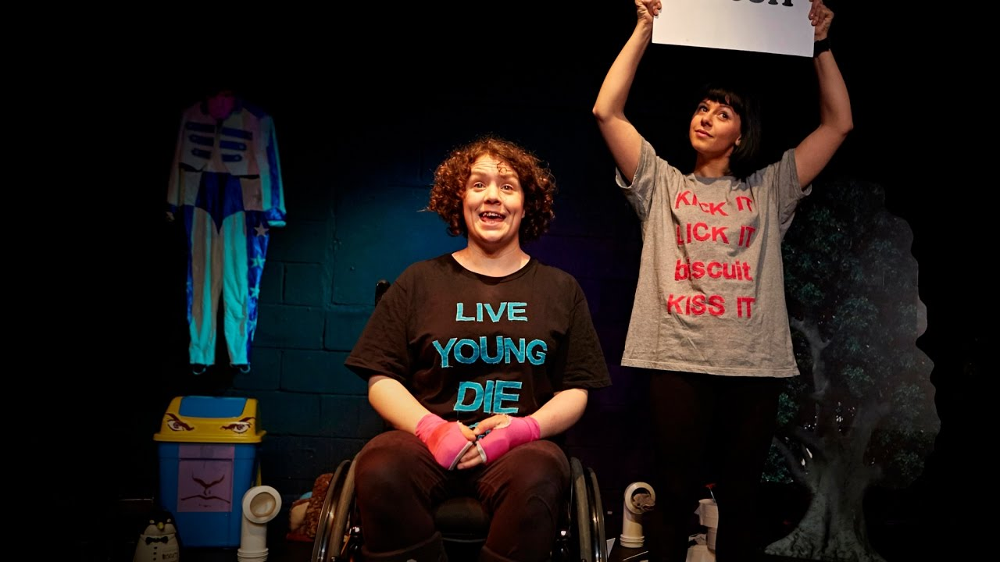 LIVE
YOUNG
DIE
KICK IT
LICK IT
biscuit
KISS IT